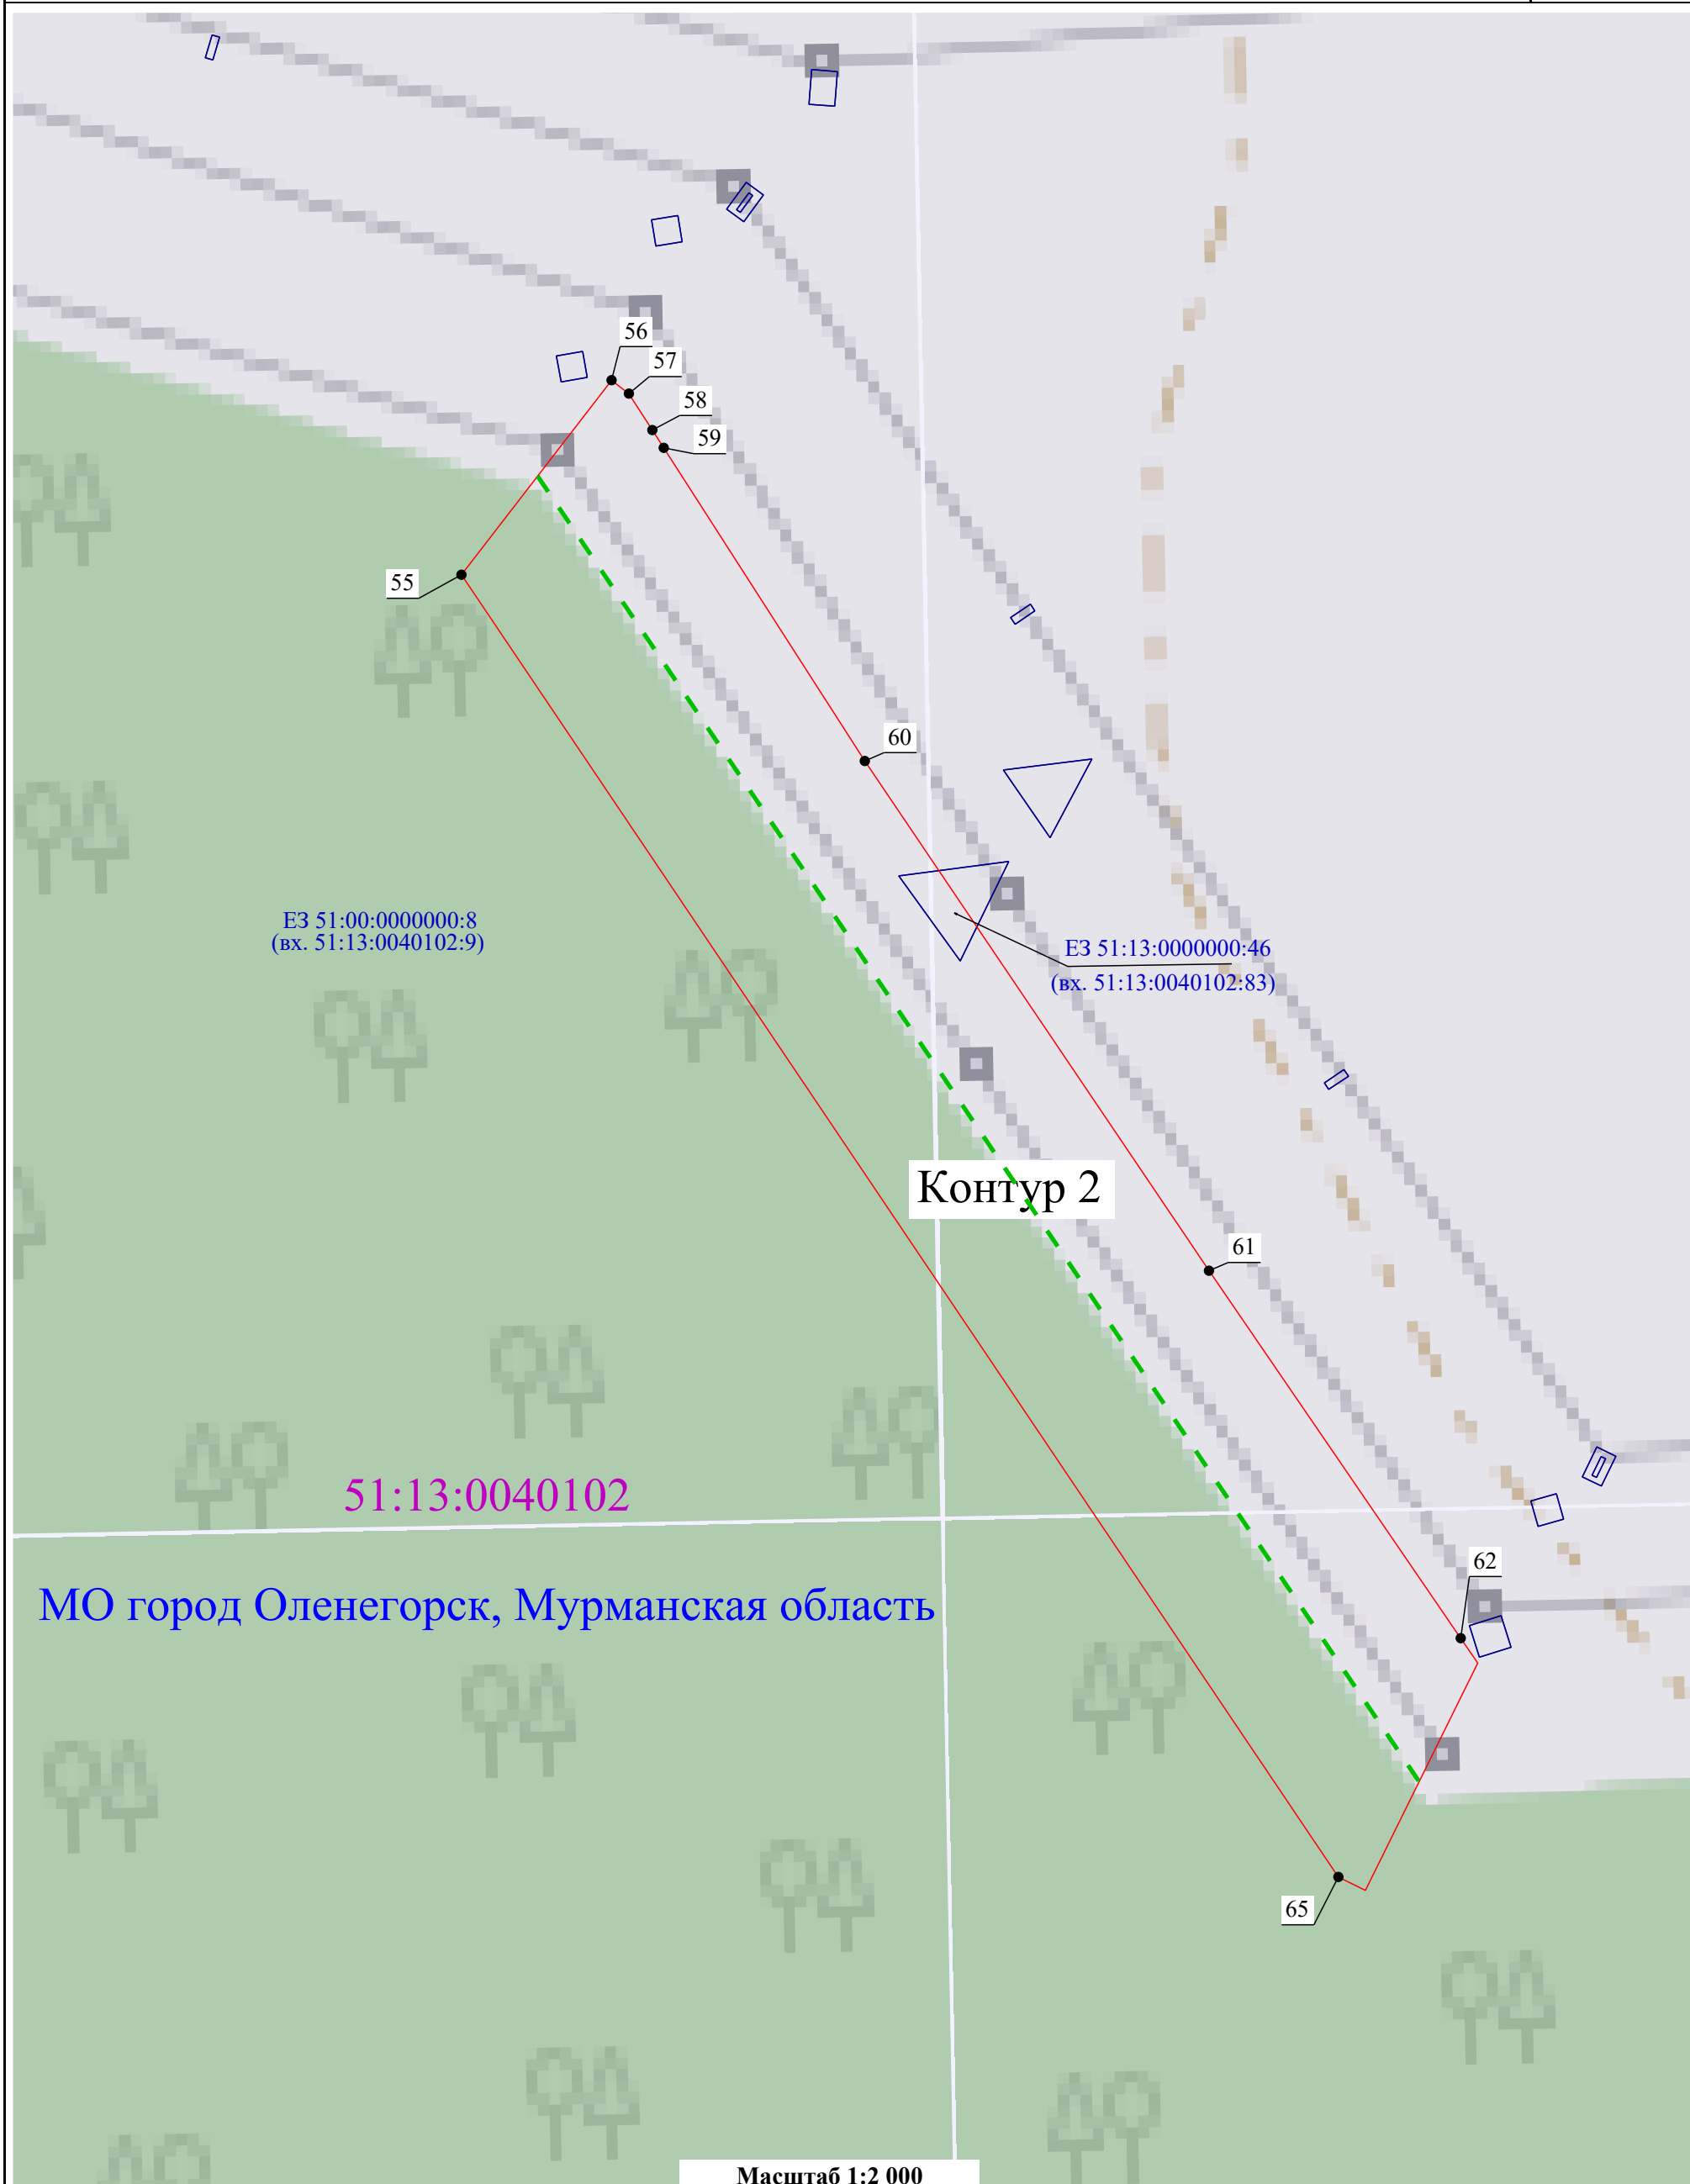 56
57
58
59
55
60
ЕЗ 51:00:0000000:8
(вх. 51:13:0040102:9)
ЕЗ 51:13:0000000:46
(вх. 51:13:0040102:83)
Контур 2
61
51:13:0040102
62
МО город Оленегорск, Мурманская область
65
Масштаб 1:2 000